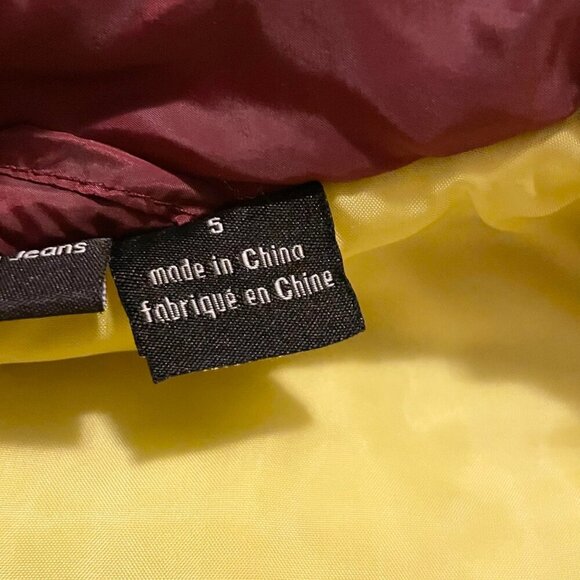 Jeans
S
made in China
fabriqué en Chine